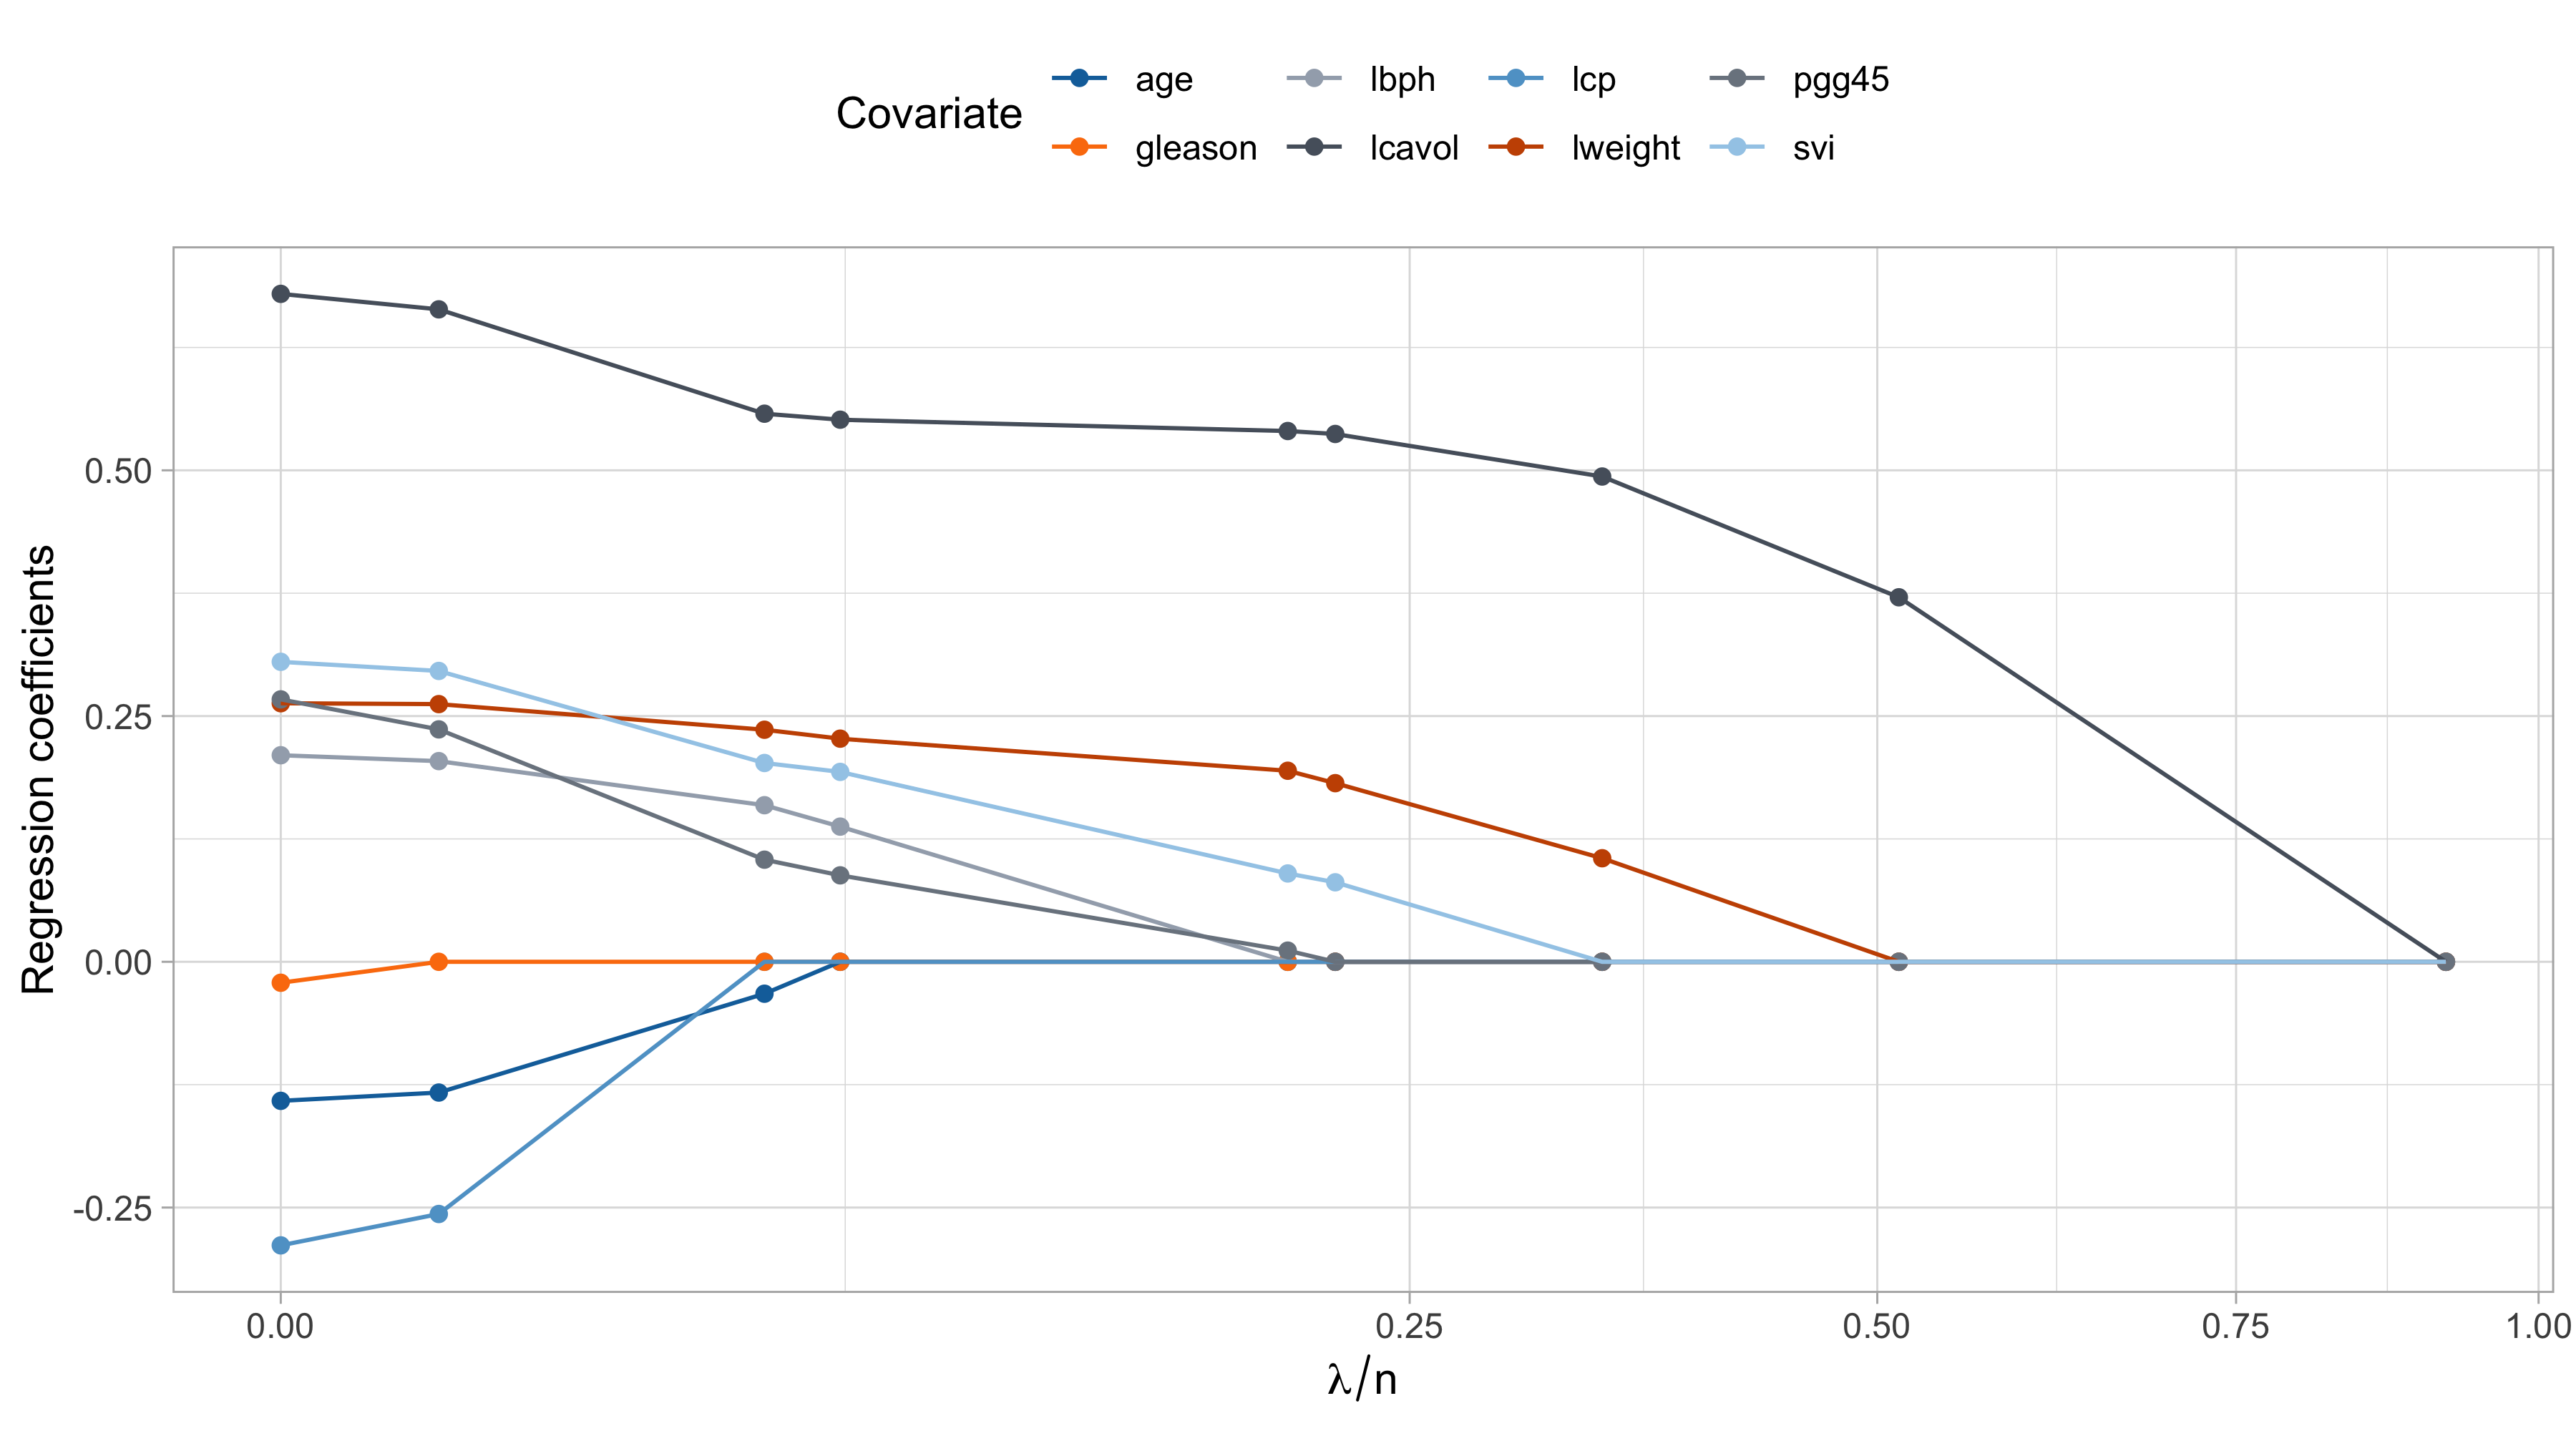 Covariate
age lbph lcp pgg45
gleason lcavol lweight svi
Regression coefficients
0.50
0.25
0.00
-0.25
0.00 0.25 0.50 0.75 1.00
λ/n